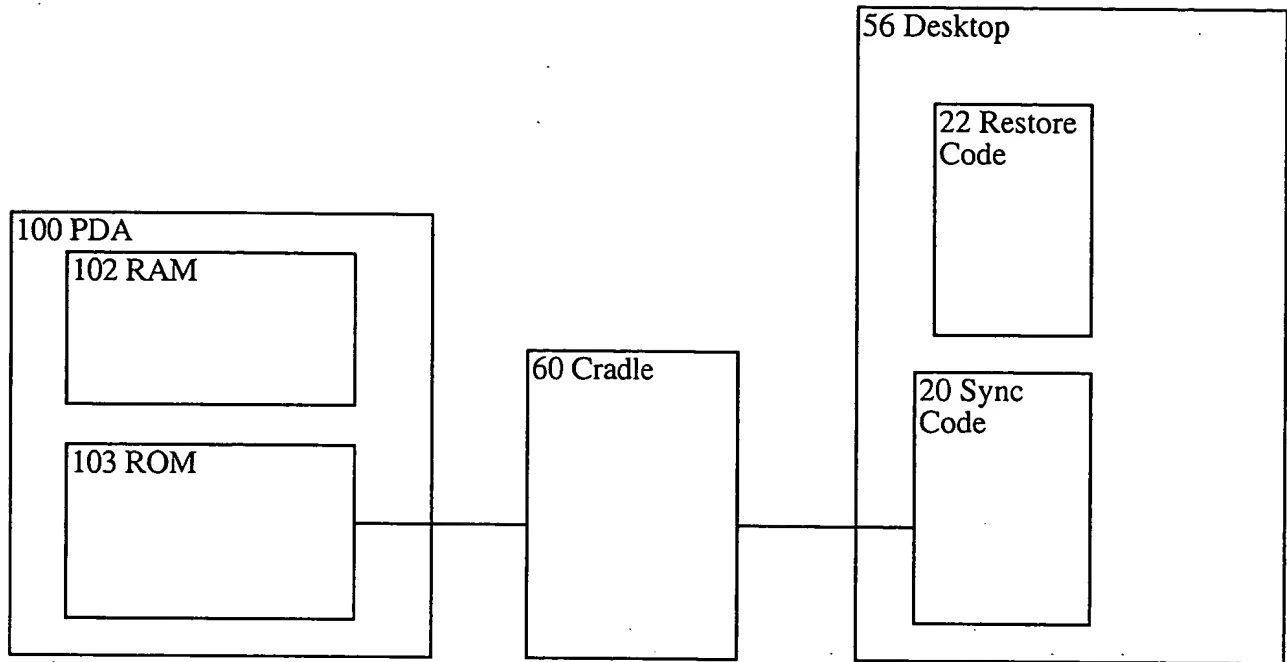 56 Desktop
22 Restore
Code
100 PDA
102 RAM
60 Cradle
20 Sync
Code
103 ROM